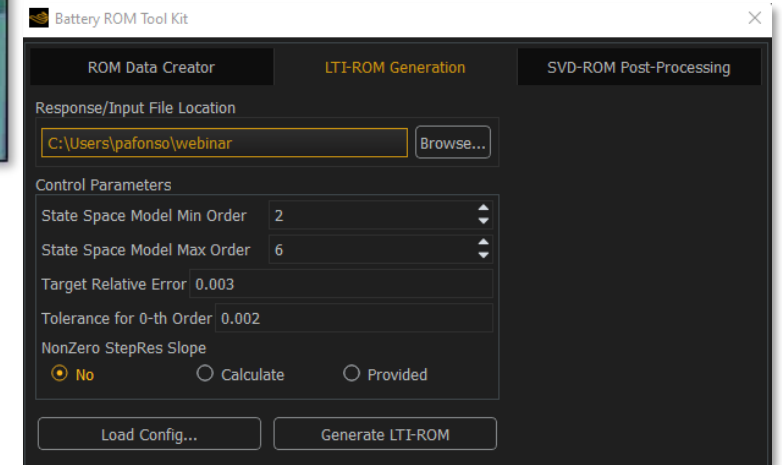 Battery ROM Tool Kit
ROM Data Creator LTI-ROM Generation SVD-ROM Post-Processing
Response/Input File Location
C:\Users\pafonso\webinar Browse...
Control Parameters
State Space Model Min Order 2
State Space Model Max Order 6
Target Relative Error 0.003
Tolerance for 0-th Order 0.002
NonZero StepRes Slope
No Calculate Provided
Load Config... Generate LTI-ROM